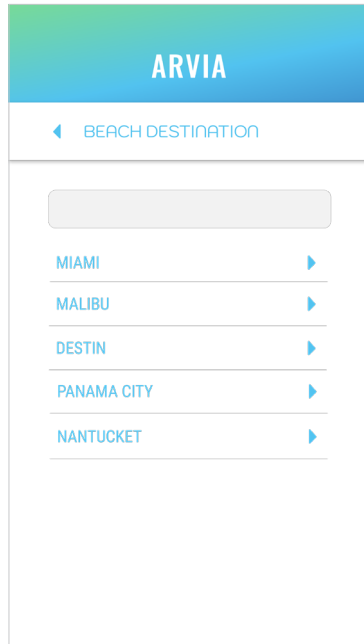 ARVIA
BEACH DESTINATION
MIAMI
MALIBU
DESTIN
PANAMA CITY
NANTUCKET